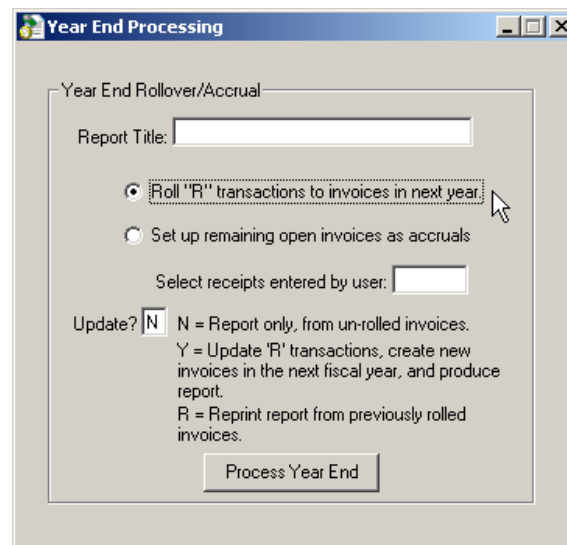 Year End Processing
Year End Rollover/Accrual
Report Title:
Roll "R" transactions to invoices in next year.
Set up remaining open invoices as accruals
Select receipts entered by user:
Update? N N = Report only, from un-rolled invoices.
Y = Update 'R' transactions, create new
invoices in the next fiscal year, and produce
report.
R = Reprint report from previously rolled
invoices.
Process Year End